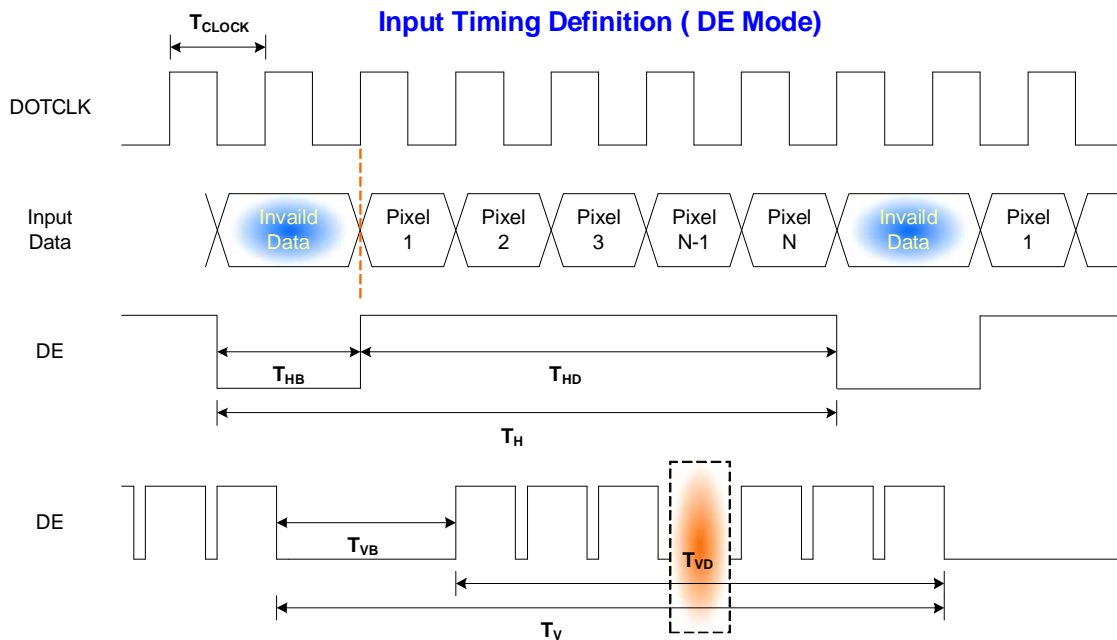 Input Timing Definition ( DE Mode)
TCLOCK
DOTCLK
Input
Data
Invaild
Data
Pixel
1
Pixel
2
Pixel
3
Pixel
N-1
Pixel
N
Invaild
Data
Pixel
1
DE
THB
THD
TH
DE
TVB
TVD
TV